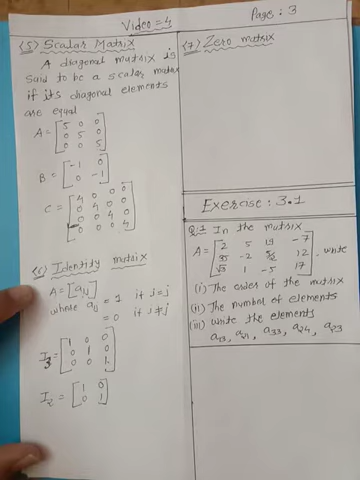 Video = 4
Page : 3
(5) Scalar Matrix
A diagonal matrix is
said to be a scalar matrix
if its diagonal elements
are equal
A = [5 0 0
0 5 0
0 0 5]
B = [-1 0
0 -1]
C = [4 0 0 0
0 4 0 0
0 0 4 0
0 0 0 4]
(6) Identity matrix
A = [aij]
where aij = 1 if i = j
= 0 if i ≠ j
I3 = [1 0 0
0 1 0
0 0 1]
I2 = [1 0
0 1]
(7) Zero matrix
Exercise : 3.1
Q.1 In the matrix
A = [2 5 19 -7
35 -2 5/2 12
√3 1 -5 17], write
(i) The order of the matrix
(ii) The number of elements
(iii) Write the elements
a13, a21, a33, a24, a23